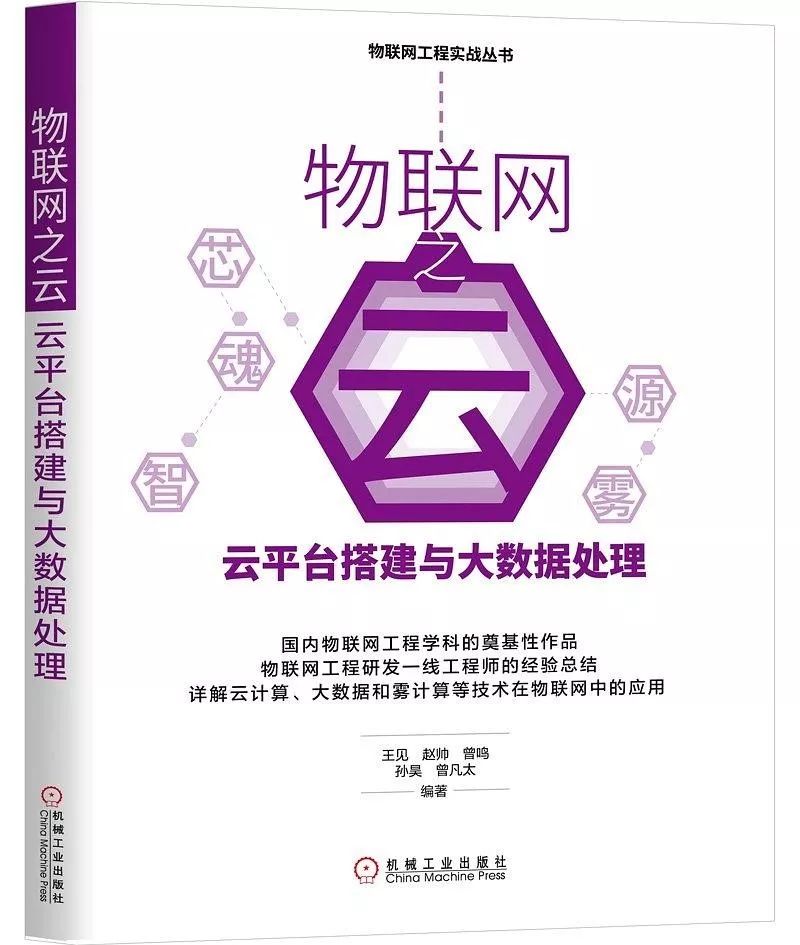 物联网之云
云平台搭建与大数据处理
机械工业出版社
China Machine Press
物联网工程实战丛书
物联网
之
云
芯
魂
智
源
雾
云平台搭建与大数据处理
国内物联网工程学科的奠基性作品
物联网工程研发一线工程师的经验总结
详解云计算、大数据和雾计算等技术在物联网中的应用
王见 赵帅 曾鸣
孙昊 曾凡太
编著
机械工业出版社
China Machine Press